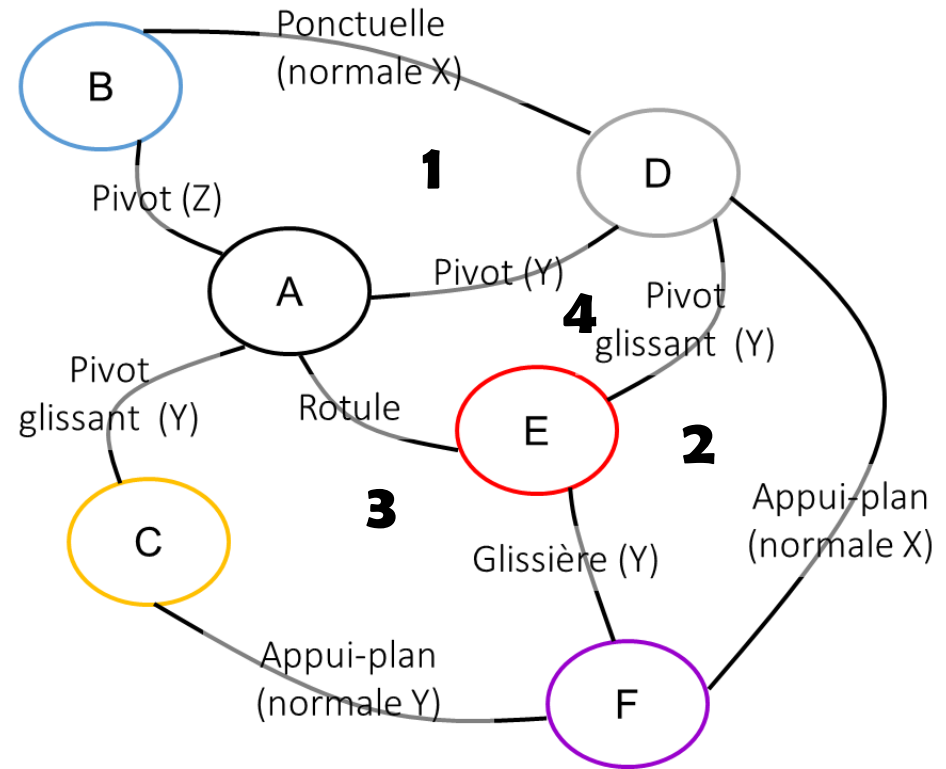 Ponctuelle
(normale X)
B
1
D
Pivot (Z)
Pivot (Y)
A
4
Pivot
glissant (Y)
Pivot
glissant (Y)
Rotule
E
2
3
Appui-plan
(normale X)
C
Glissière (Y)
Appui-plan
(normale Y)
F